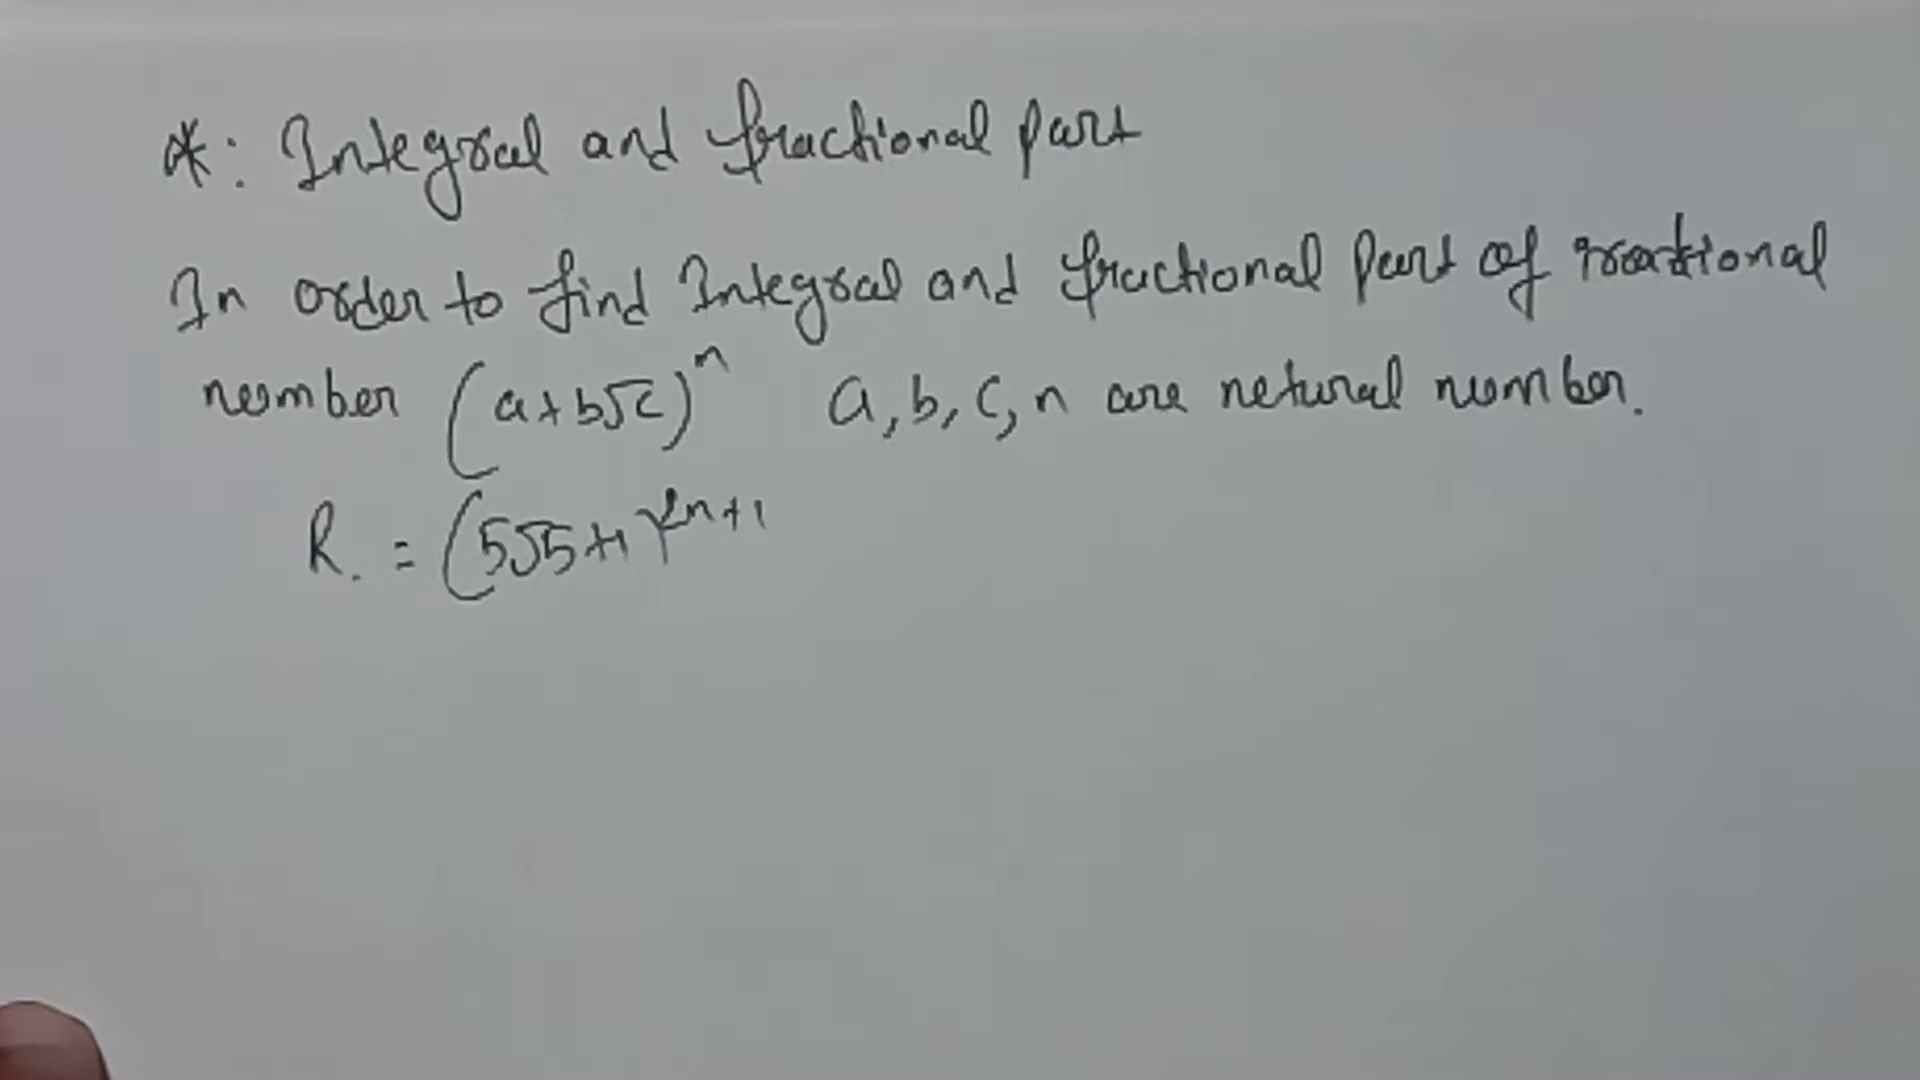 *: Integral and fractional part
In order to find Integral and fractional part of irrational
number (a+b√c)^n a, b, c, n are netural number.
R. = (5√5+1)^2n+1